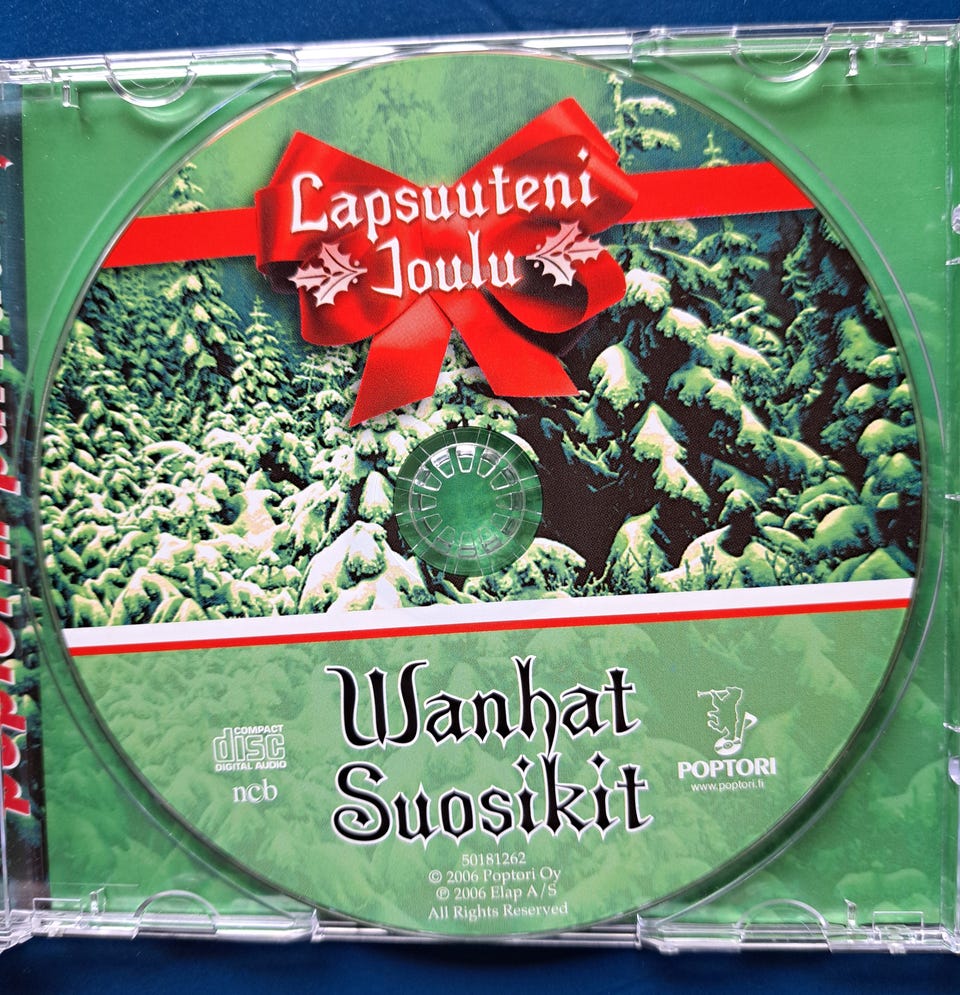 Lapsuuteni
Joulu
Wanhat
Suosikit
COMPACT
disc
DIGITAL AUDIO
ncb
POPTORI
www.poptori.fi
50181262
© 2006 Poptori Oy
℗ 2006 Elap A/S
All Rights Reserved